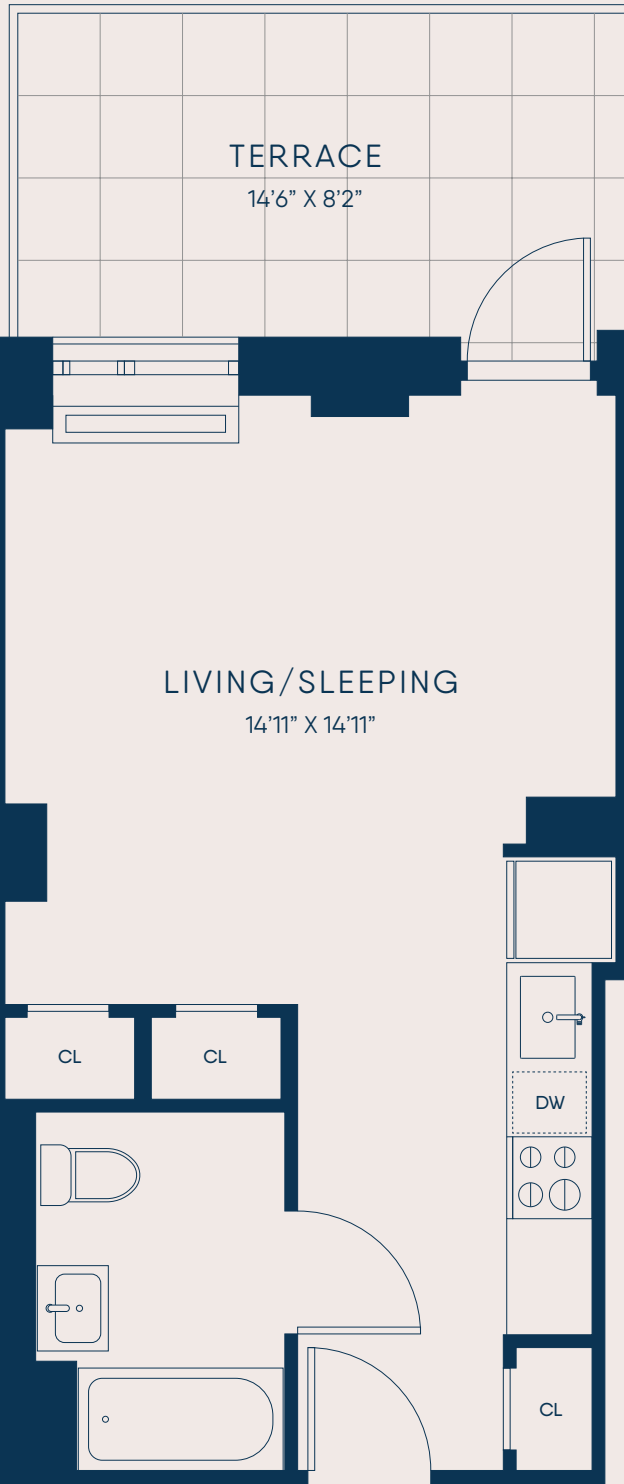 TERRACE
14’6” X 8’2”
LIVING/SLEEPING
14’11” X 14’11”
CL
CL
DW
CL